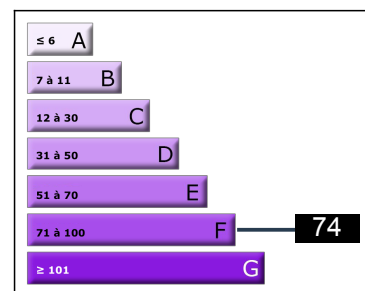 ≤ 6 A
7 à 11 B
12 à 30 C
31 à 50 D
51 à 70 E
71 à 100 F 74
≥ 101 G